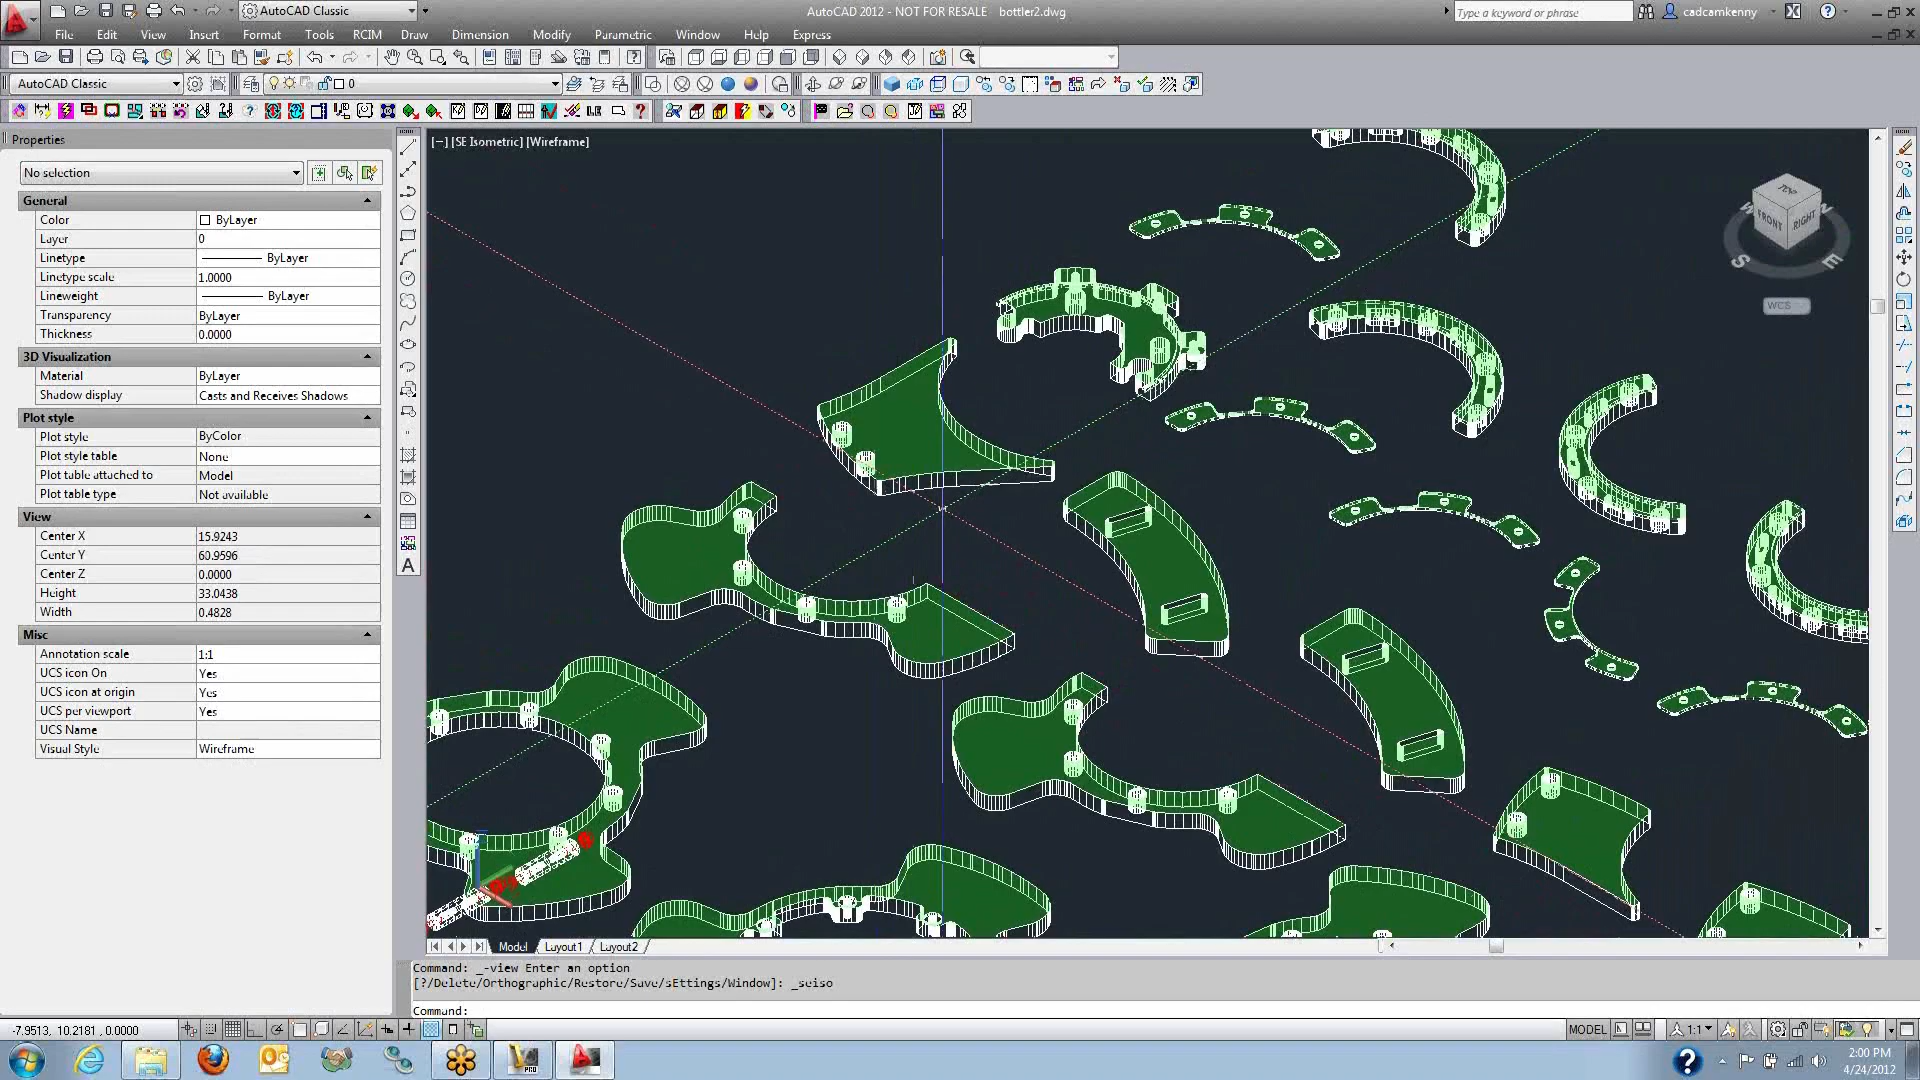 AutoCAD Classic
AutoCAD 2012 - NOT FOR RESALE bottler2.dwg
Type a keyword or phrase
cadcamkenny
File Edit View Insert Format Tools RCIM Draw Dimension Modify Parametric Window Help Express
AutoCAD Classic
0
Properties
[−] [SE Isometric] [Wireframe]
No selection
General
Color ByLayer
Layer 0
Linetype ByLayer
Linetype scale 1.0000
Lineweight ByLayer
Transparency ByLayer
Thickness 0.0000
3D Visualization
Material ByLayer
Shadow display Casts and Receives Shadows
Plot style
Plot style ByColor
Plot style table None
Plot table attached to Model
Plot table type Not available
View
Center X 15.9243
Center Y 60.9596
Center Z 0.0000
Height 33.0438
Width 0.4828
Misc
Annotation scale 1:1
UCS icon On Yes
UCS icon at origin Yes
UCS per viewport Yes
UCS Name
Visual Style Wireframe
TOP
FRONT
RIGHT
S
E
WCS
A
Model Layout1 Layout2
Command: _-view Enter an option
[?/Delete/Orthographic/Restore/Save/sEttings/Window]: _seiso
Command:
-7.9513, 10.2181 , 0.0000
MODEL
1:1
PRO
2:00 PM
4/24/2012